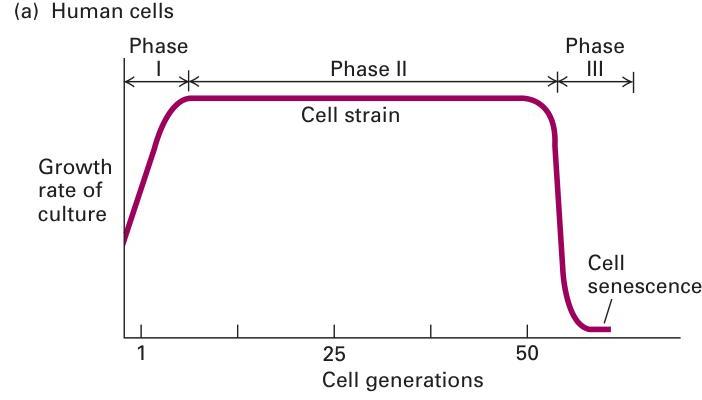 (a) Human cells
Phase
I
Phase II
Phase
III
Cell strain
Growth
rate of
culture
Cell
senescence
1
25
50
Cell generations